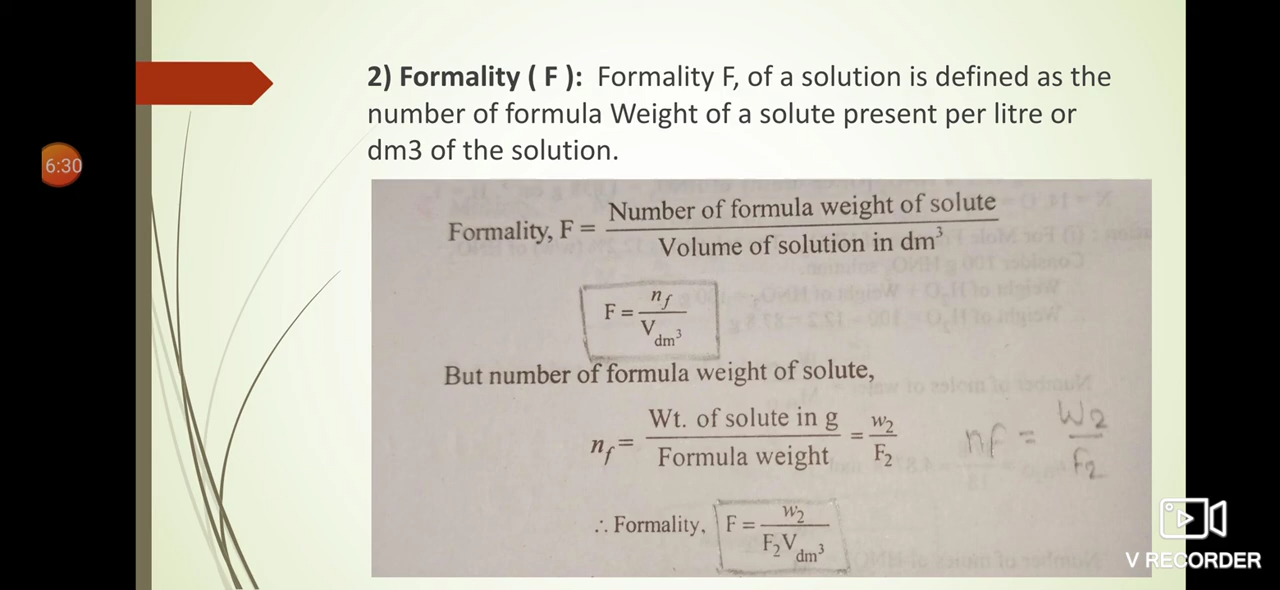 2) Formality ( F ): Formality F, of a solution is defined as the
number of formula Weight of a solute present per litre or
dm3 of the solution.
6:30
Formality, F = Number of formula weight of solute / Volume of solution in dm³
F = n_f / V_dm³
But number of formula weight of solute,
n_f = Wt. of solute in g / Formula weight = w₂ / F₂
nf = W₂ / F₂
∴ Formality, F = w₂ / F₂V_dm³
V RECORDER